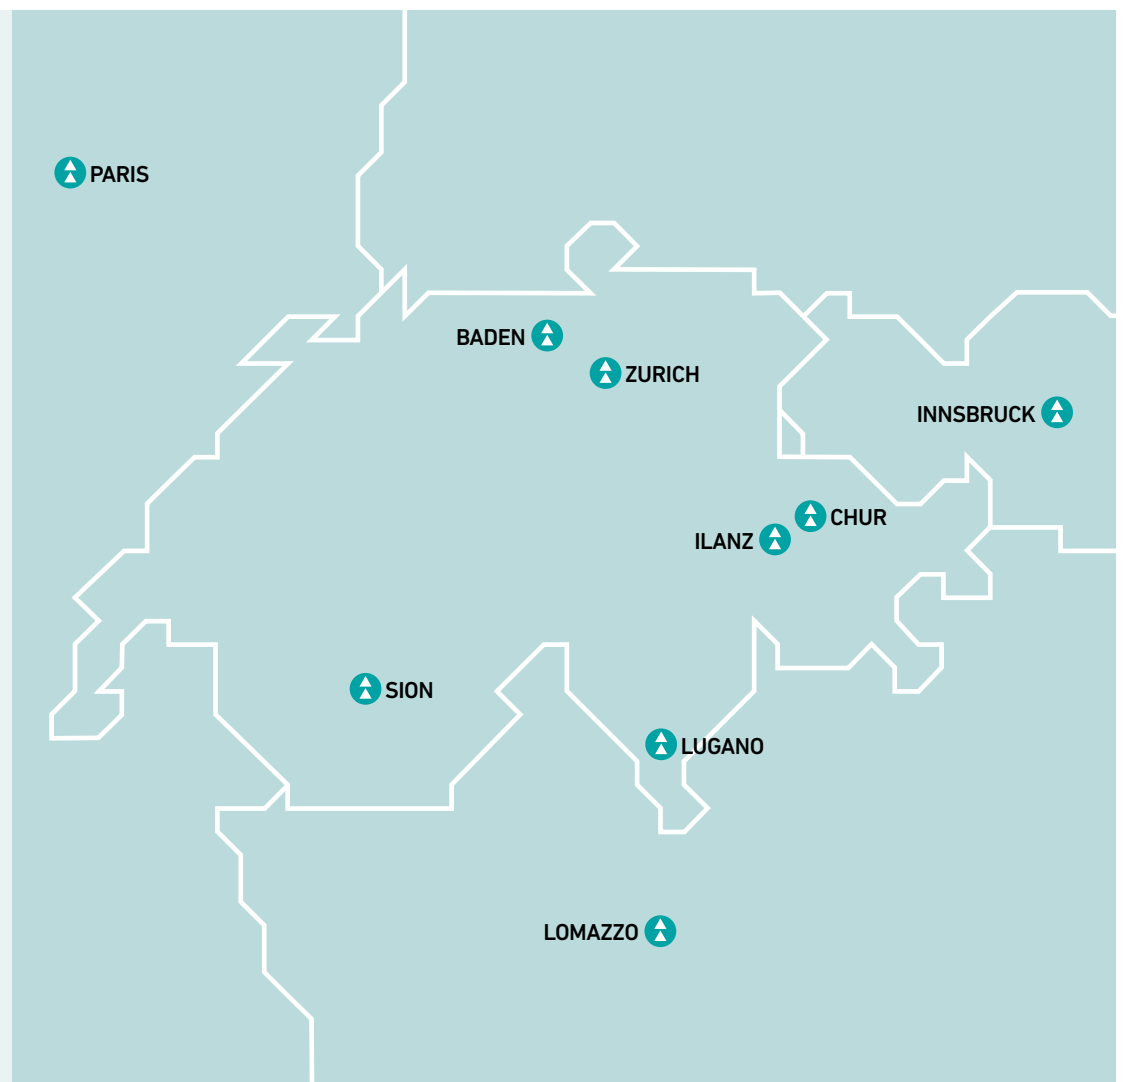 PARIS
BADEN
ZURICH
INNSBRUCK
CHUR
ILANZ
SION
LUGANO
LOMAZZO